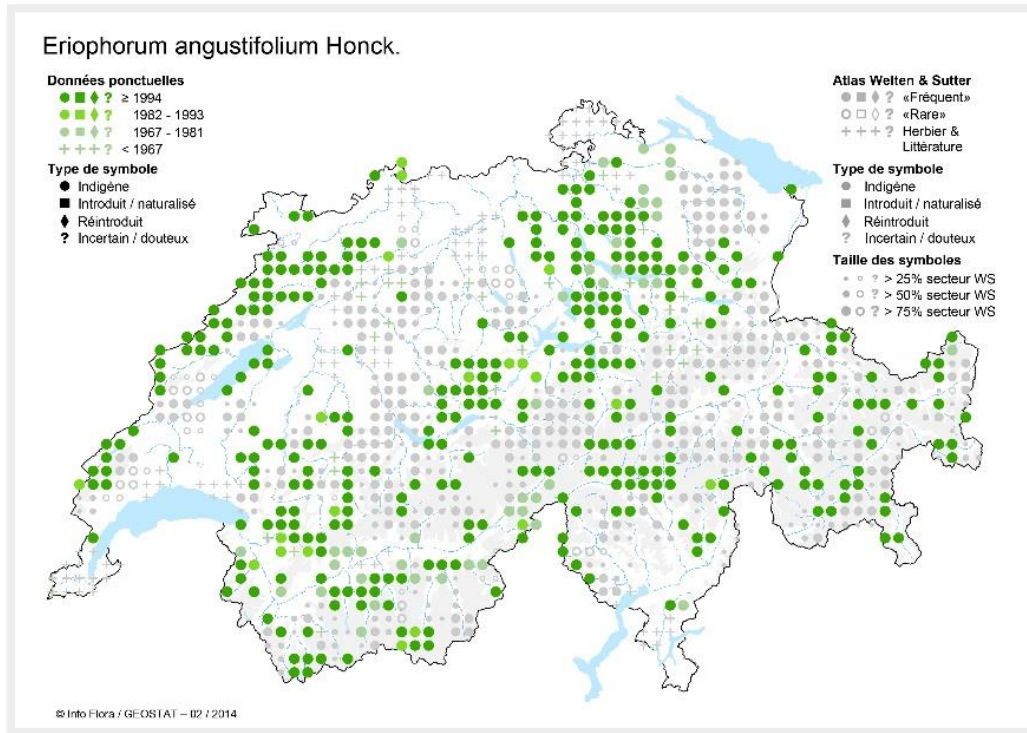 Eriophorum angustifolium Honck.
Données ponctuelles
? ≥ 1994
? 1982 - 1993
? 1967 - 1981
+ + + ? < 1967
Type de symbole
Indigène
Introduit / naturalisé
Réintroduit
? Incertain / douteux
Atlas Welten & Sutter
? «Fréquent»
? «Rare»
+ + + ? Herbier &
Littérature
Type de symbole
Indigène
Introduit / naturalisé
Réintroduit
? Incertain / douteux
Taille des symboles
? > 25% secteur WS
? > 50% secteur WS
? > 75% secteur WS
© Info Flora / GEOSTAT – 02 / 2014